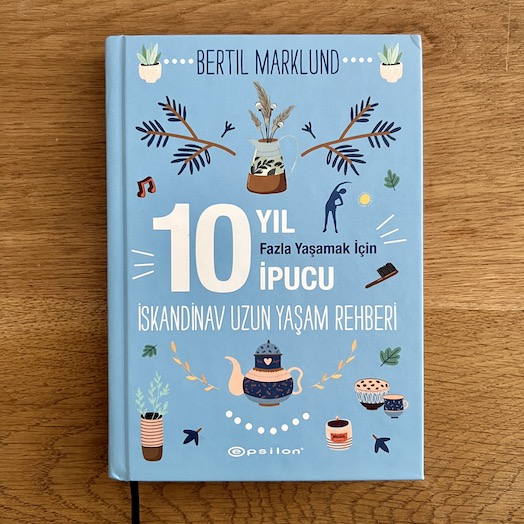 BERTIL MARKLUND
10 YIL
Fazla Yaşamak İçin
İPUCU
İSKANDİNAV UZUN YAŞAM REHBERİ
epsilon®